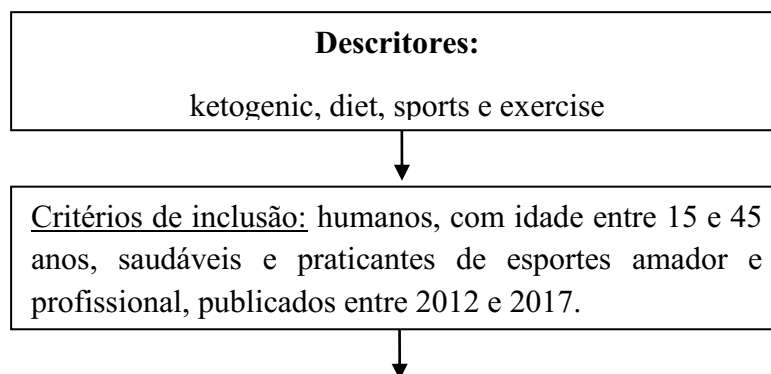 Descritores:
ketogenic, diet, sports e exercise
Critérios de inclusão: humanos, com idade entre 15 e 45
anos, saudáveis e praticantes de esportes amador e
profissional, publicados entre 2012 e 2017.